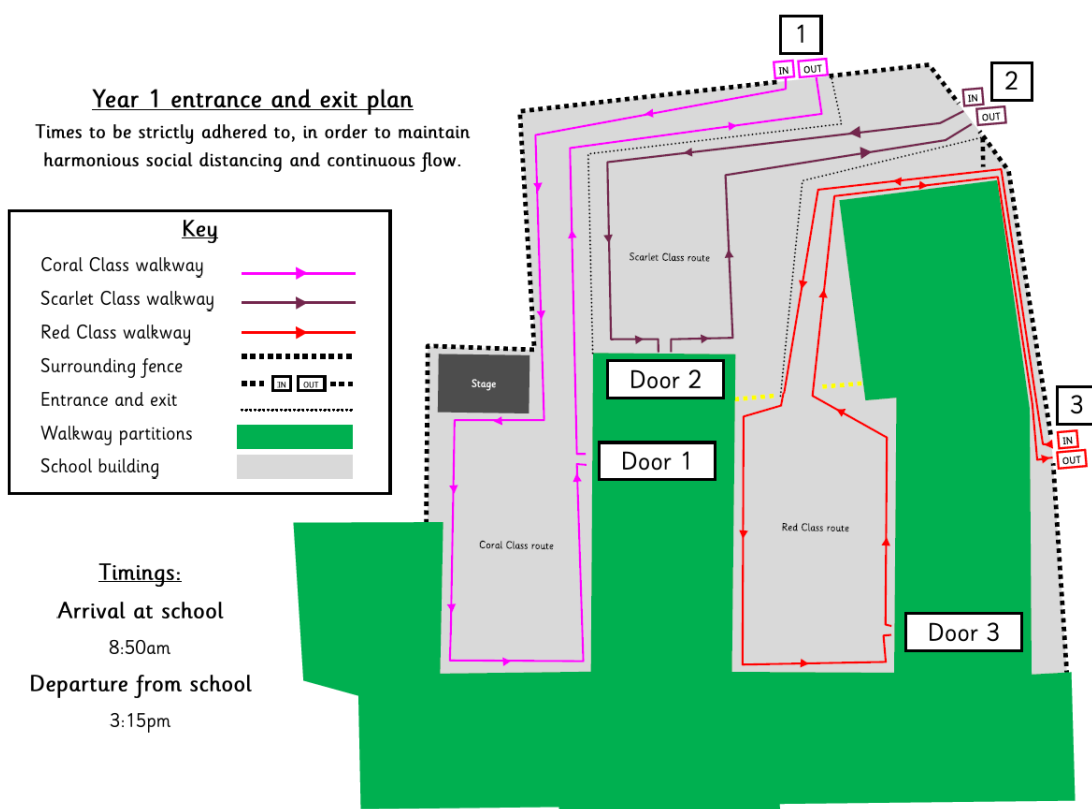 Year 1 entrance and exit plan
Times to be strictly adhered to, in order to maintain
harmonious social distancing and continuous flow.
Key
Coral Class walkway
Scarlet Class walkway
Red Class walkway
Surrounding fence
IN OUT
Entrance and exit
Walkway partitions
School building
Timings:
Arrival at school
8:50am
Departure from school
3:15pm
1
IN OUT
2
IN
OUT
Scarlet Class route
Stage
Door 2
Door 1
3
IN
OUT
Coral Class route
Red Class route
Door 3